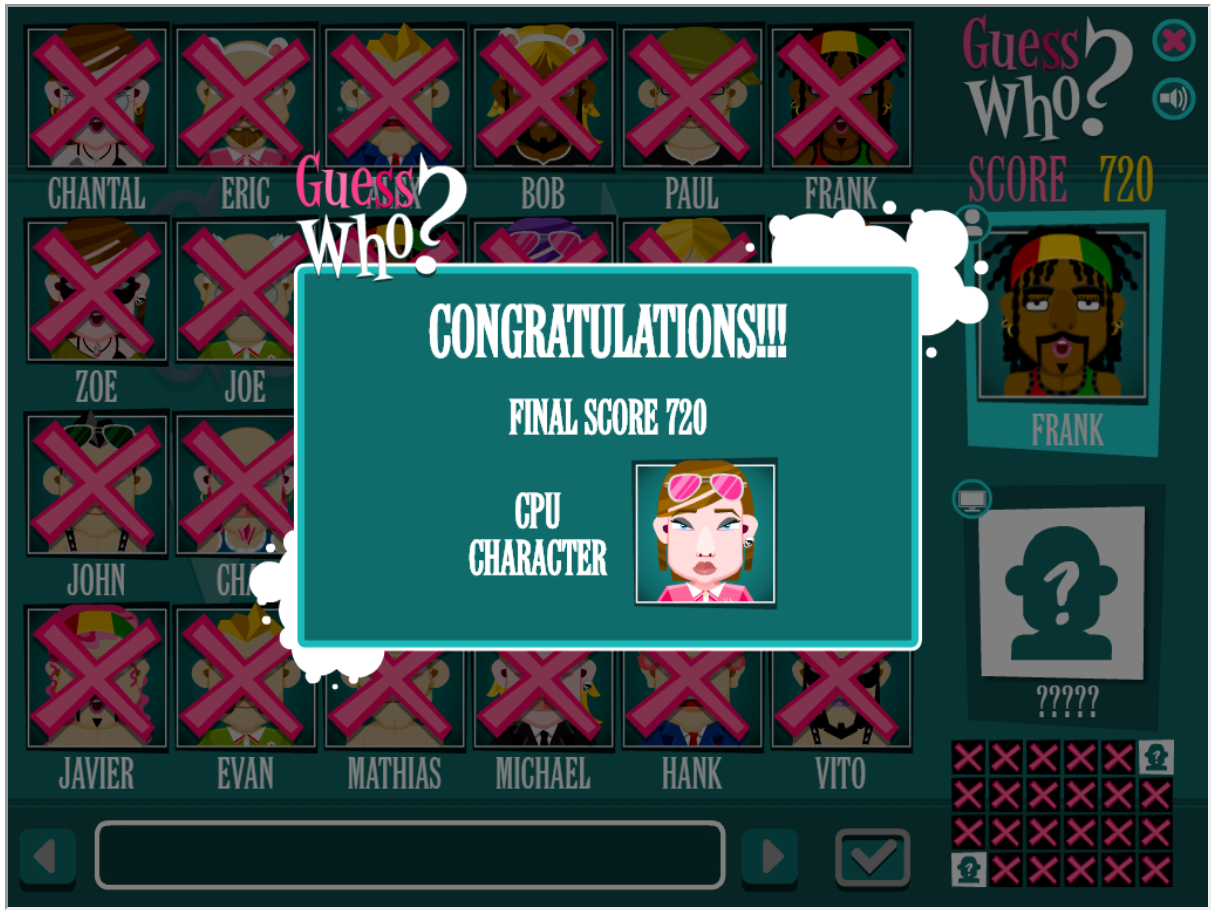 Guess
Who?
SCORE 720
CHANTAL
ERIC
BOB
PAUL
FRANK
Guess
Who?
ZOE
JOE
CONGRATULATIONS!!!
FINAL SCORE 720
CPU
CHARACTER
FRANK
JOHN
CHA
?
?????
JAVIER
EVAN
MATHIAS
MICHAEL
HANK
VITO
?
?